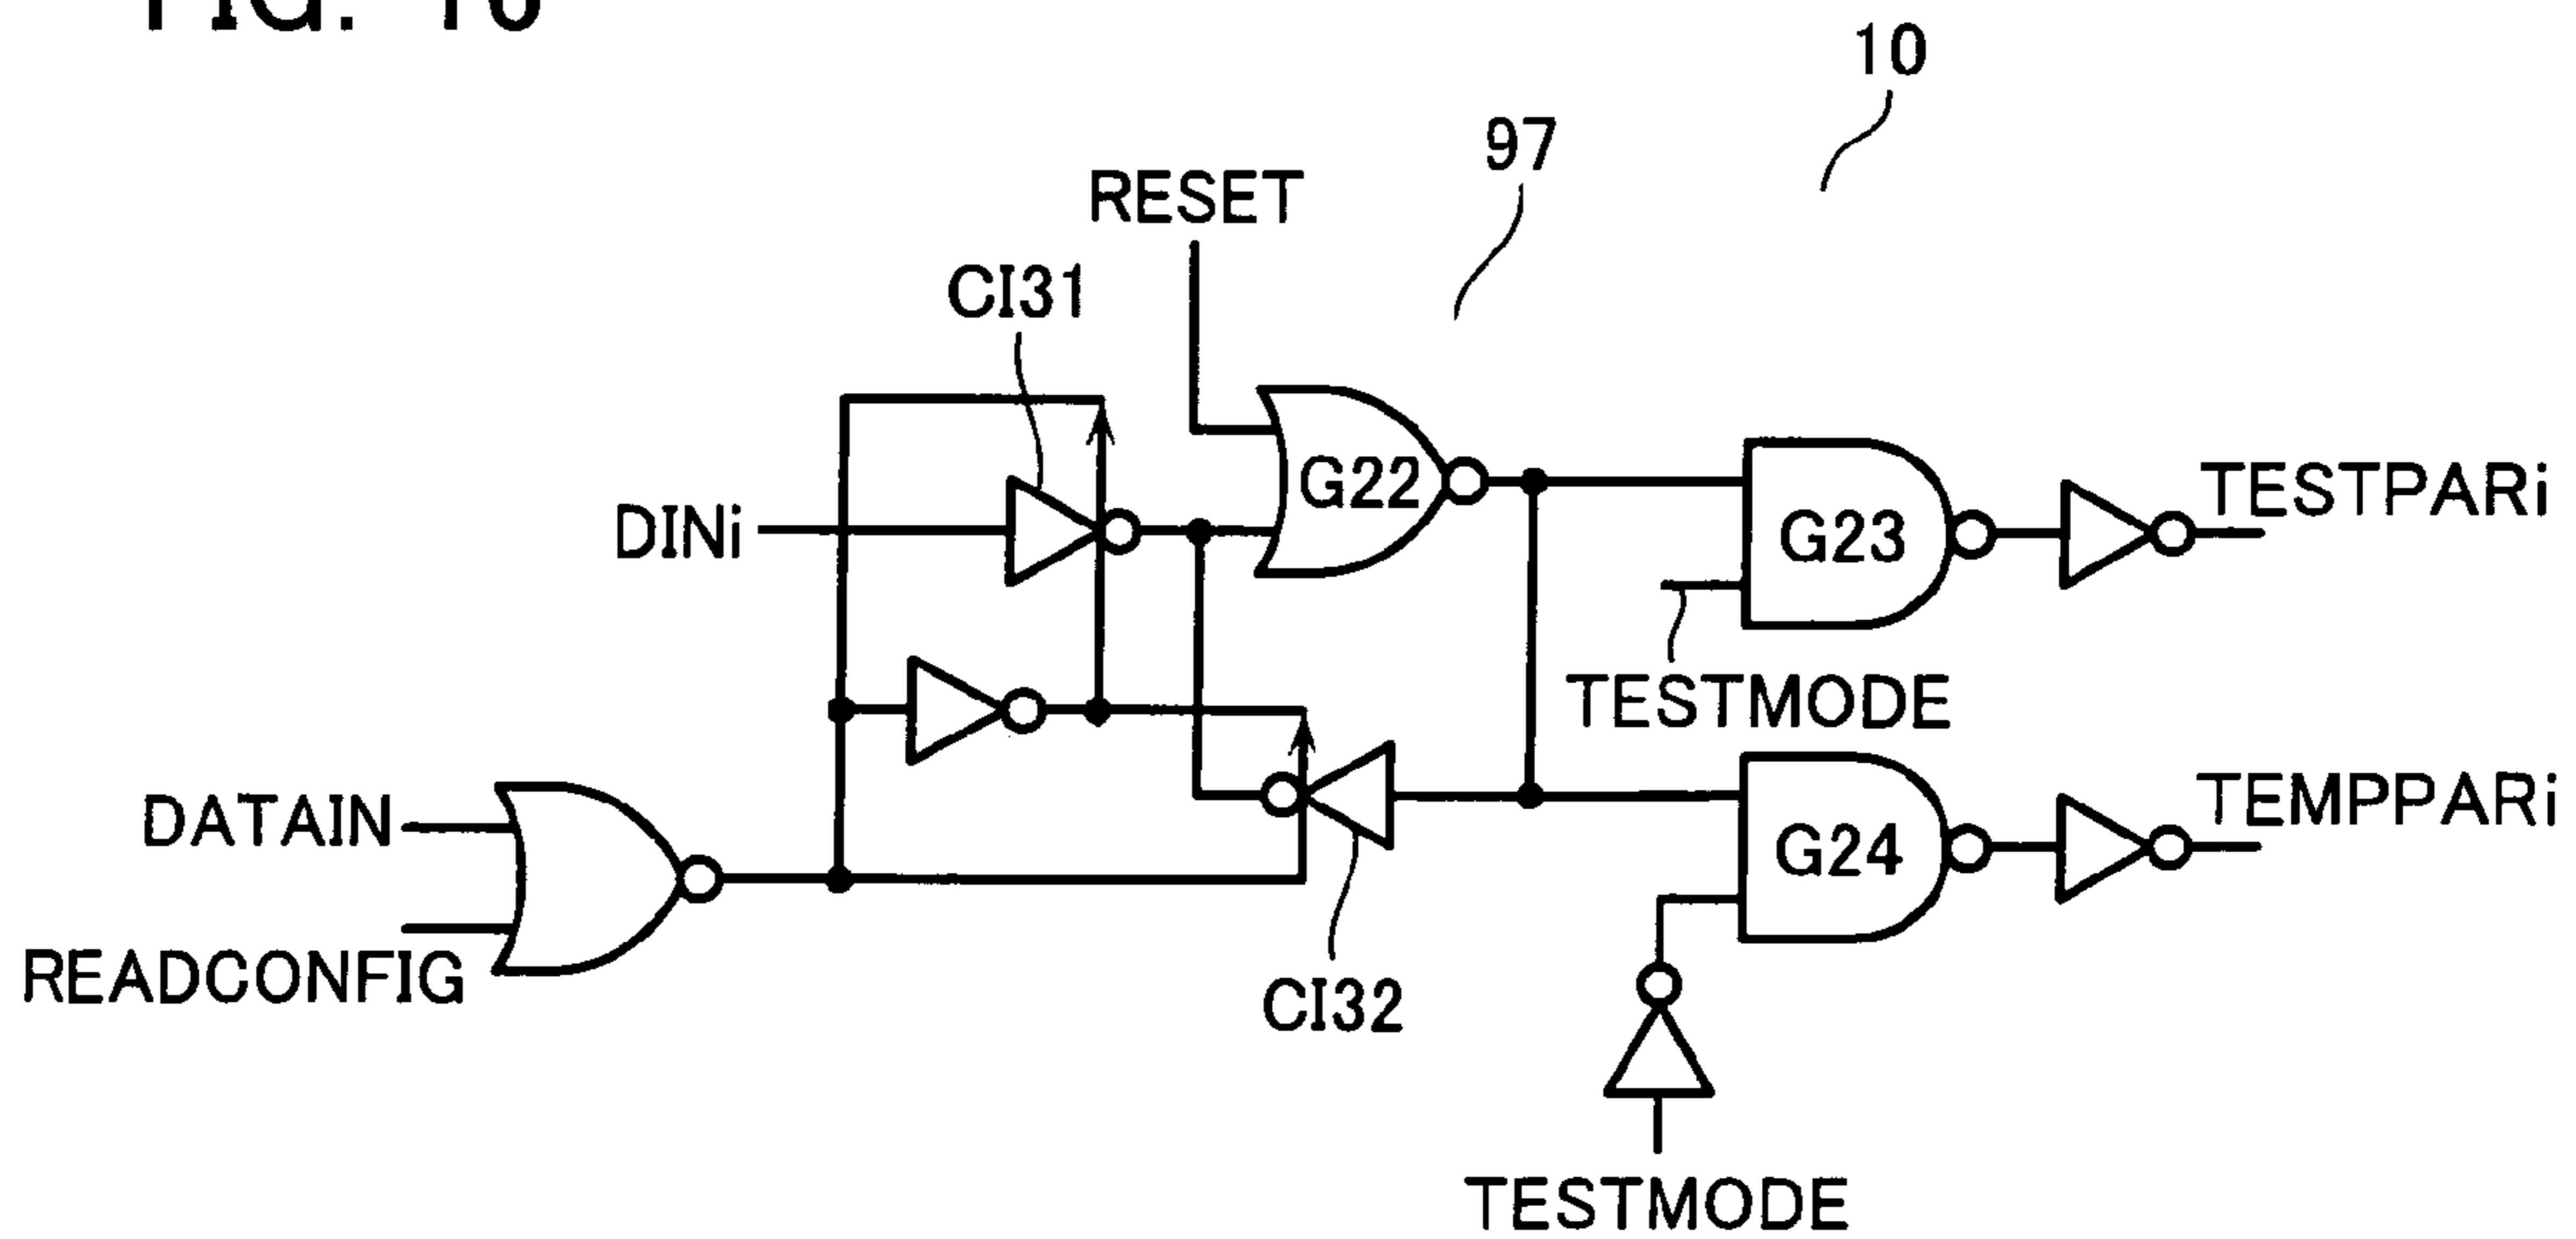 10
97
RESET
CI31
G22
DINi
G23
TESTPARi
TESTMODE
DATAIN
G24
TEMPPARi
READCONFIG
CI32
TESTMODE